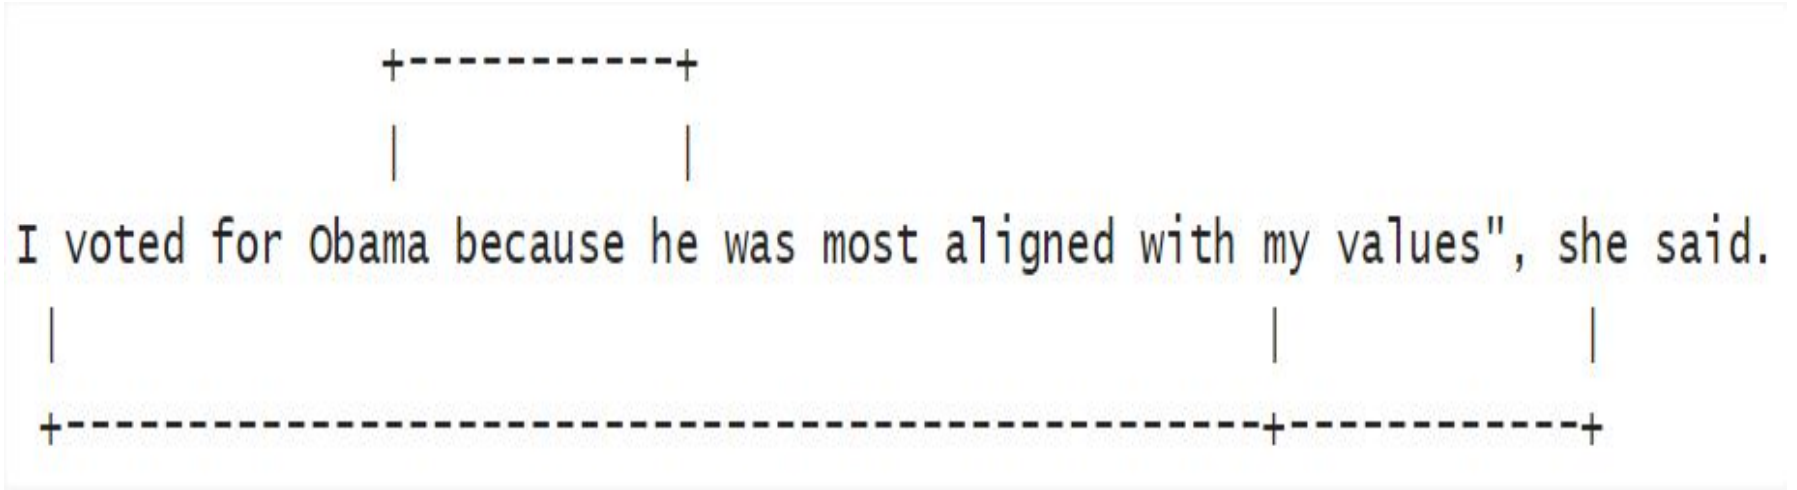 +-----------+
| |
I voted for Obama because he was most aligned with my values", she said.
| | |
+-------------------------------------------------+------------+